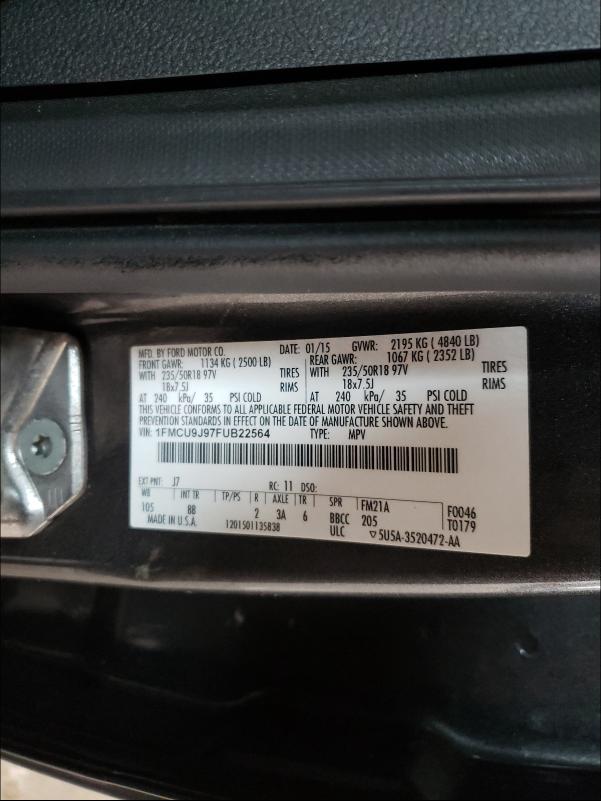 MFD. BY FORD MOTOR CO. DATE: 01/15 GVWR: 2195 KG ( 4840 LB)
FRONT GAWR: 1134 KG ( 2500 LB) REAR GAWR: 1067 KG ( 2352 LB)
WITH 235/50R18 97V TIRES WITH 235/50R18 97V TIRES
18x7.5J RIMS 18x7.5J RIMS
AT 240 kPa/ 35 PSI COLD AT 240 kPa/ 35 PSI COLD
THIS VEHICLE CONFORMS TO ALL APPLICABLE FEDERAL MOTOR VEHICLE SAFETY AND THEFT
PREVENTION STANDARDS IN EFFECT ON THE DATE OF MANUFACTURE SHOWN ABOVE.
VIN: 1FMCU9J97FUB22564 TYPE: MPV
EXT PNT: J7 RC: 11 DSO:
WB INT TR TP/PS R AXLE TR SPR FM21A F0046
105 8B 2 3A 6 BBCC 205 T0179
MADE IN U.S.A. 1201501135838 ULC ▽5U5A-3520472-AA